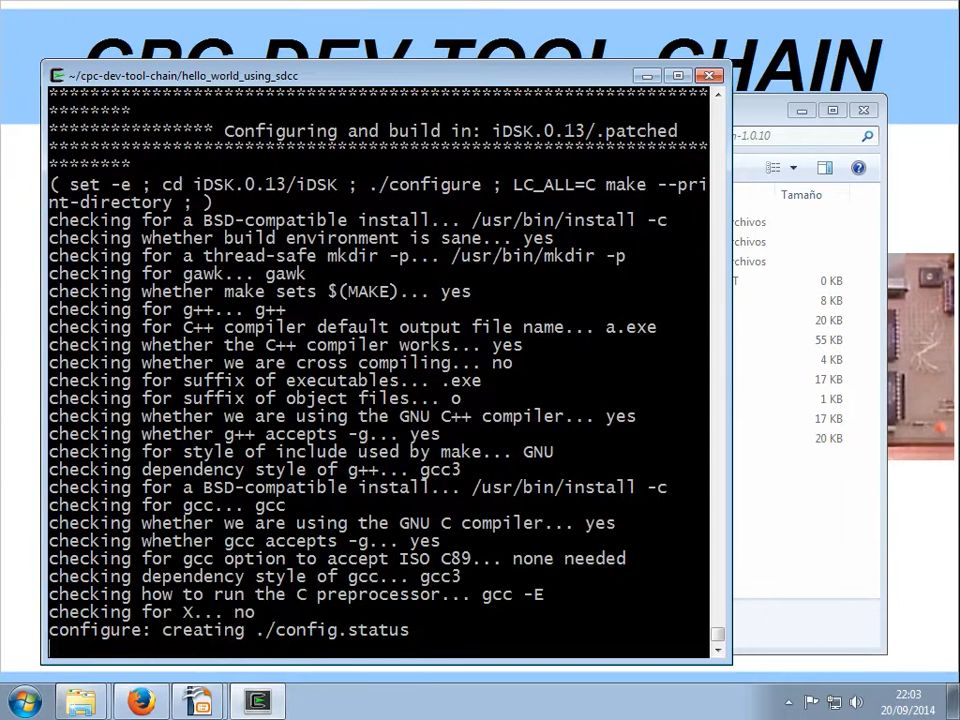 CPC-DEV-TOOL-CHAIN
~/cpc-dev-tool-chain/hello_world_using_sdcc
****************************************************************
********
**************** Configuring and build in: iDSK.0.13/.patched
****************************************************************
********
( set -e ; cd iDSK.0.13/iDSK ; ./configure ; LC_ALL=C make --pri
nt-directory ; )
checking for a BSD-compatible install... /usr/bin/install -c
checking whether build environment is sane... yes
checking for a thread-safe mkdir -p... /usr/bin/mkdir -p
checking for gawk... gawk
checking whether make sets $(MAKE)... yes
checking for g++... g++
checking for C++ compiler default output file name... a.exe
checking whether the C++ compiler works... yes
checking whether we are cross compiling... no
checking for suffix of executables... .exe
checking for suffix of object files... o
checking whether we are using the GNU C++ compiler... yes
checking whether g++ accepts -g... yes
checking for style of include used by make... GNU
checking dependency style of g++... gcc3
checking for a BSD-compatible install... /usr/bin/install -c
checking for gcc... gcc
checking whether we are using the GNU C compiler... yes
checking whether gcc accepts -g... yes
checking for gcc option to accept ISO C89... none needed
checking dependency style of gcc... gcc3
checking how to run the C preprocessor... gcc -E
checking for X... no
configure: creating ./config.status
n-1.0.10
Tamaño
rchivos
rchivos
rchivos
T 0 KB
8 KB
20 KB
55 KB
4 KB
17 KB
1 KB
17 KB
20 KB
22:03
20/09/2014